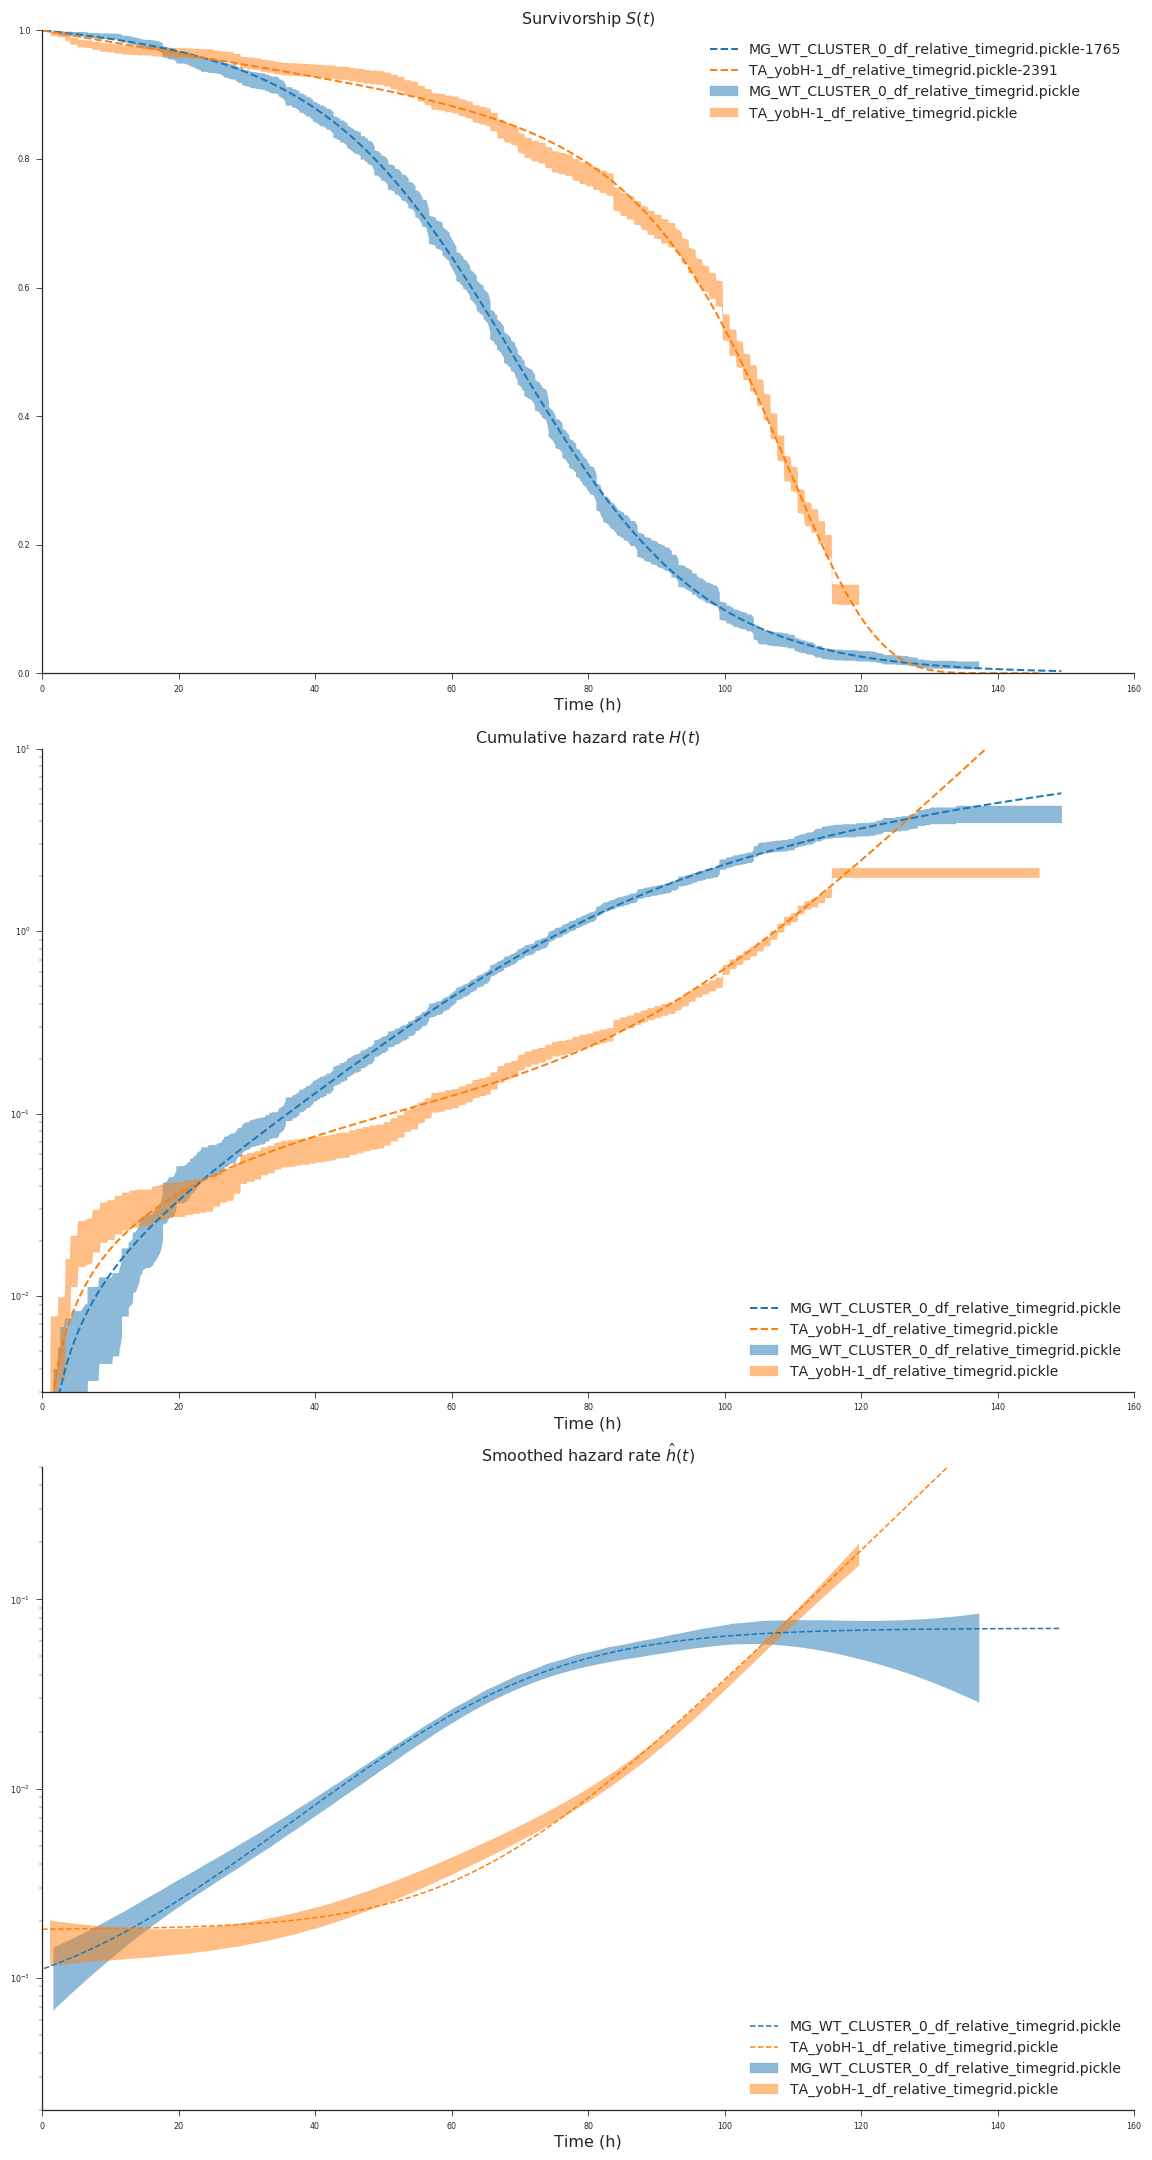 Survivorship S(t)
1.0
0.8
0.6
0.4
0.2
0.0
MG_WT_CLUSTER_0_df_relative_timegrid.pickle-1765
TA_yobH-1_df_relative_timegrid.pickle-2391
MG_WT_CLUSTER_0_df_relative_timegrid.pickle
TA_yobH-1_df_relative_timegrid.pickle
0 20 40 60 80 100 120 140 160
Time (h)
Cumulative hazard rate H(t)
10¹
10⁰
10⁻¹
10⁻²
MG_WT_CLUSTER_0_df_relative_timegrid.pickle
TA_yobH-1_df_relative_timegrid.pickle
MG_WT_CLUSTER_0_df_relative_timegrid.pickle
TA_yobH-1_df_relative_timegrid.pickle
0 20 40 60 80 100 120 140 160
Time (h)
Smoothed hazard rate ĥ(t)
10⁻¹
10⁻²
10⁻³
MG_WT_CLUSTER_0_df_relative_timegrid.pickle
TA_yobH-1_df_relative_timegrid.pickle
MG_WT_CLUSTER_0_df_relative_timegrid.pickle
TA_yobH-1_df_relative_timegrid.pickle
0 20 40 60 80 100 120 140 160
Time (h)